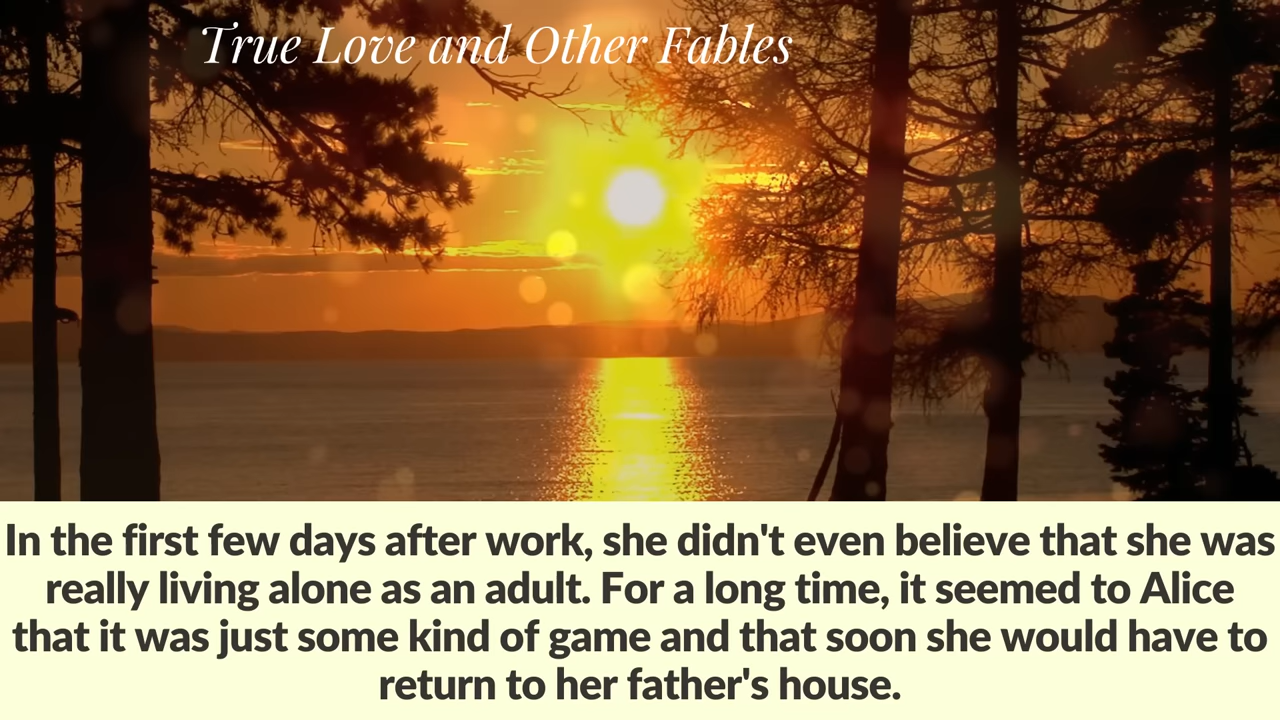 True Love and Other Fables
In the first few days after work, she didn't even believe that she was
really living alone as an adult. For a long time, it seemed to Alice
that it was just some kind of game and that soon she would have to
return to her father's house.